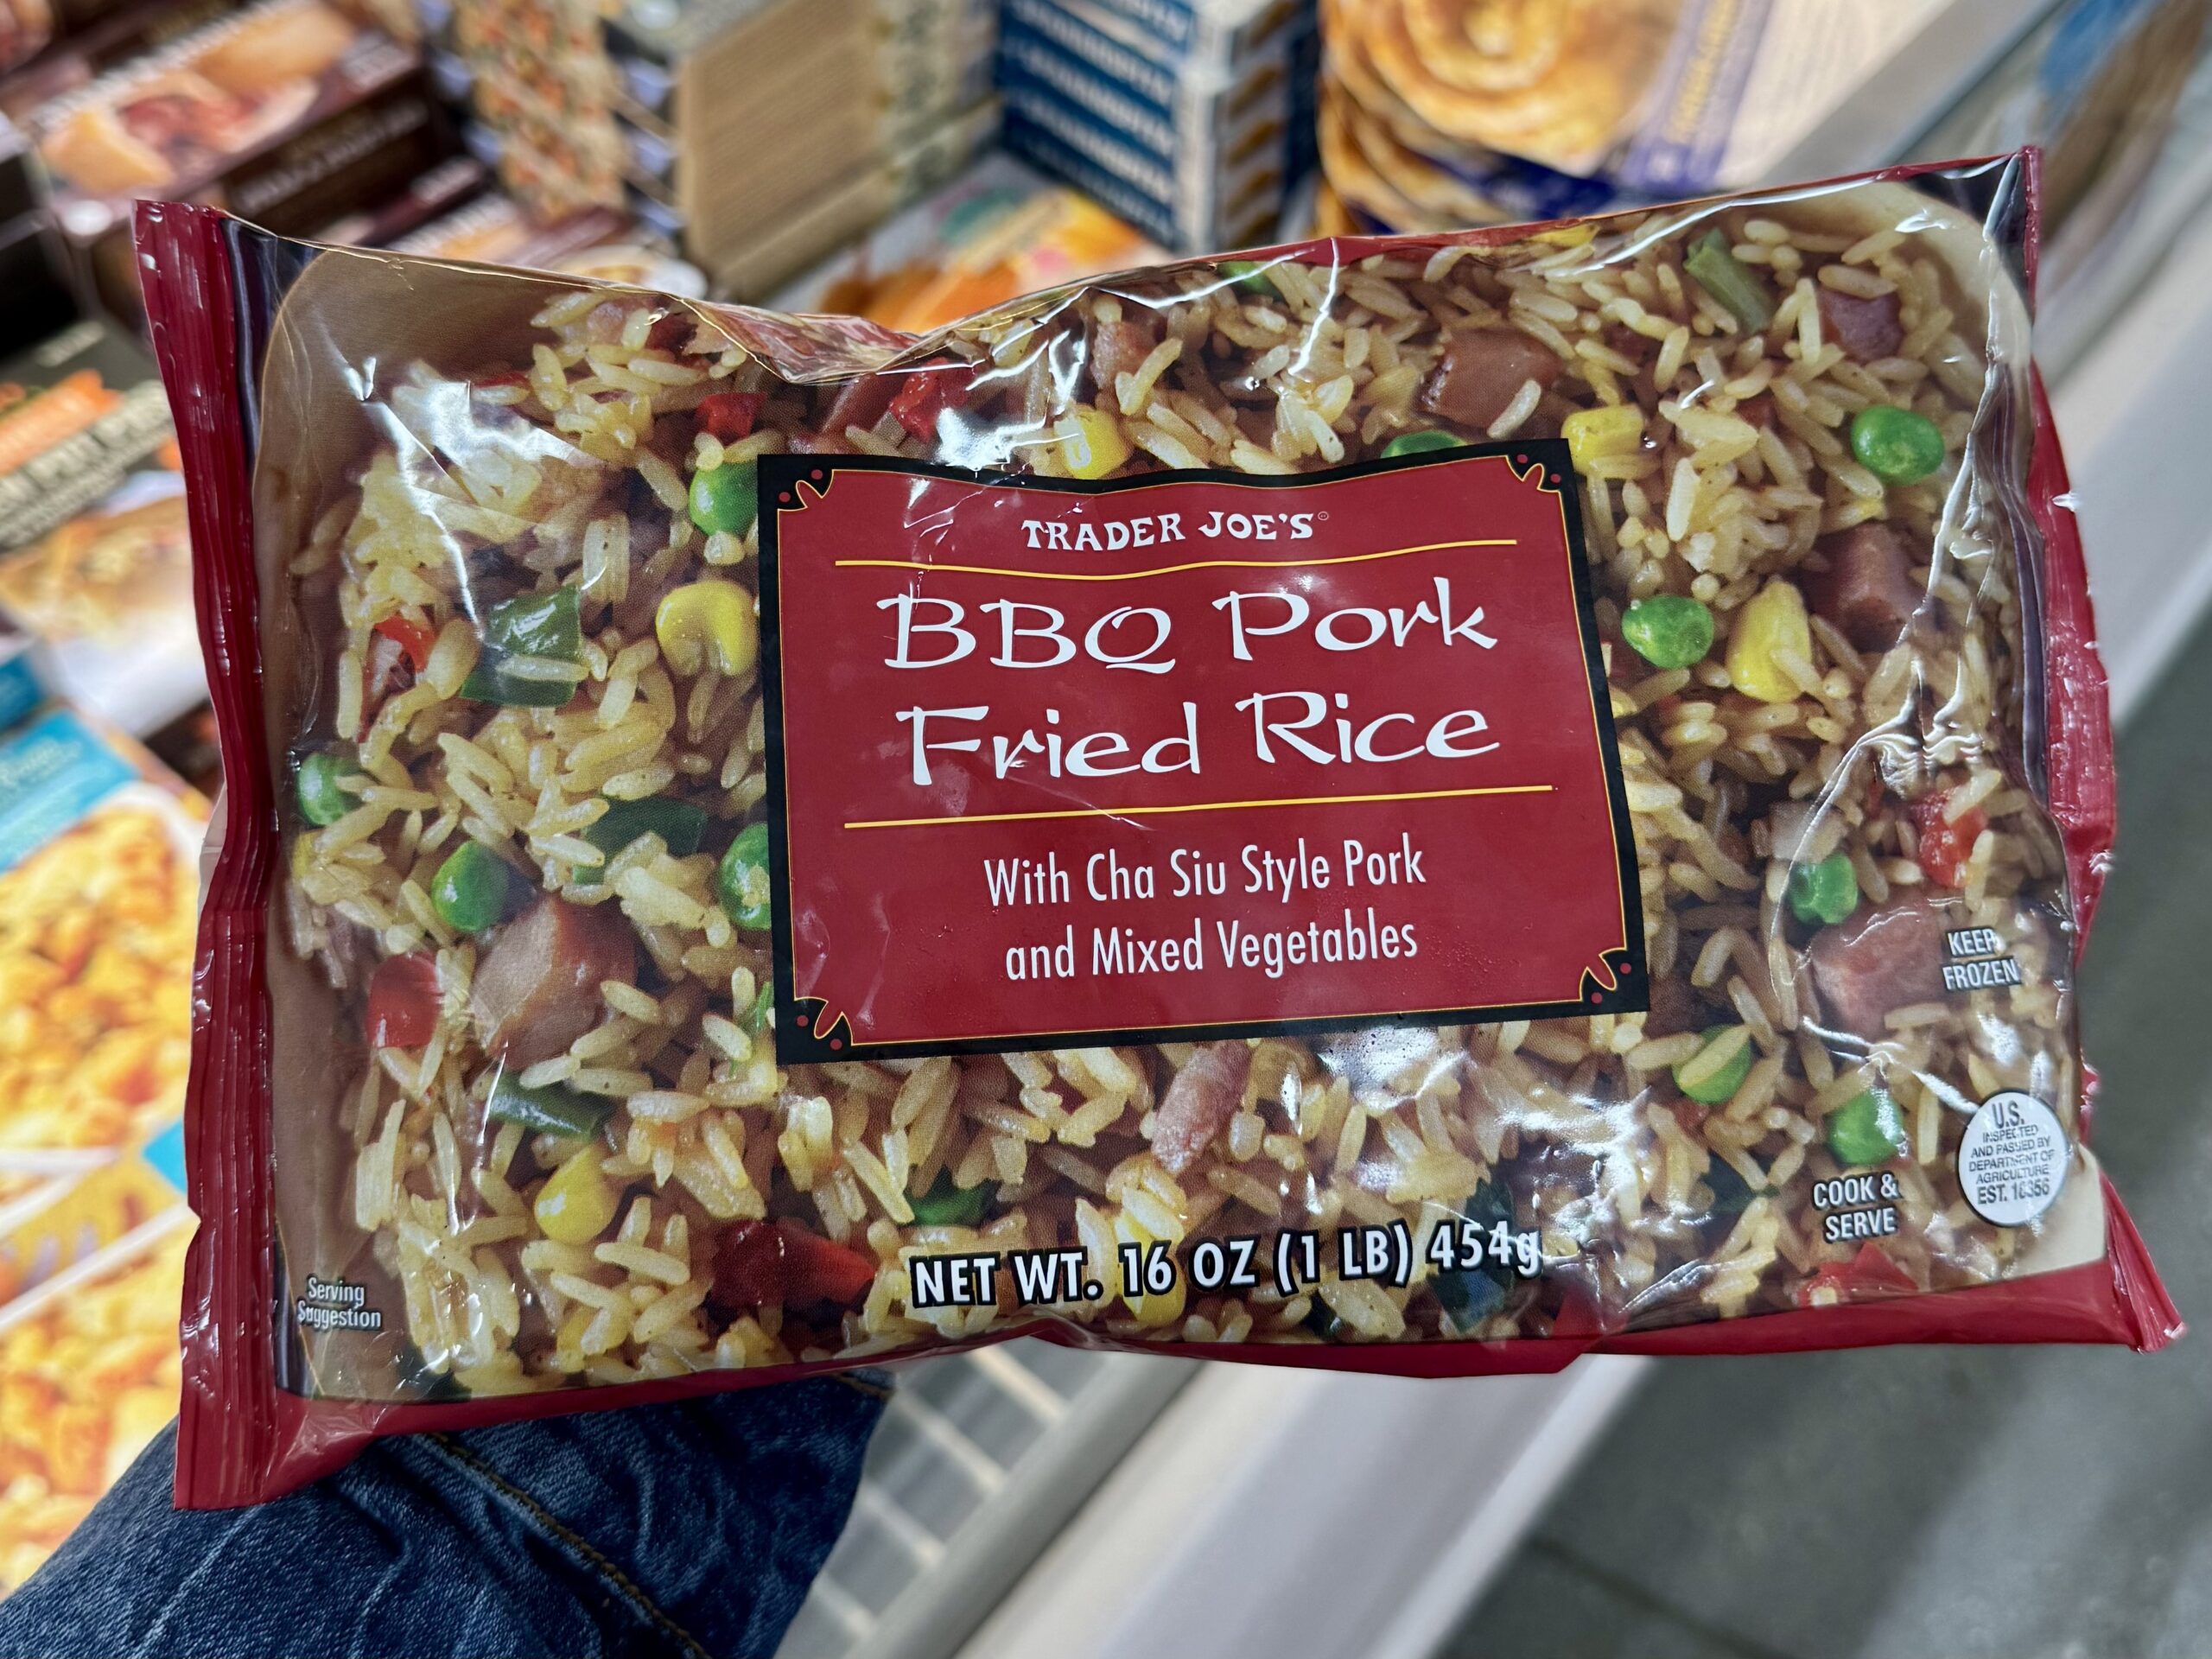 TRADER JOE'S
BBQ Pork
Fried Rice
With Cha Siu Style Pork
and Mixed Vegetables
KEEP
FROZEN
U.S.
INSPECTED
AND PASSED BY
DEPARTMENT OF
AGRICULTURE
EST. 18356
COOK &
SERVE
NET WT. 16 OZ (1 LB) 454g
Serving
Suggestion